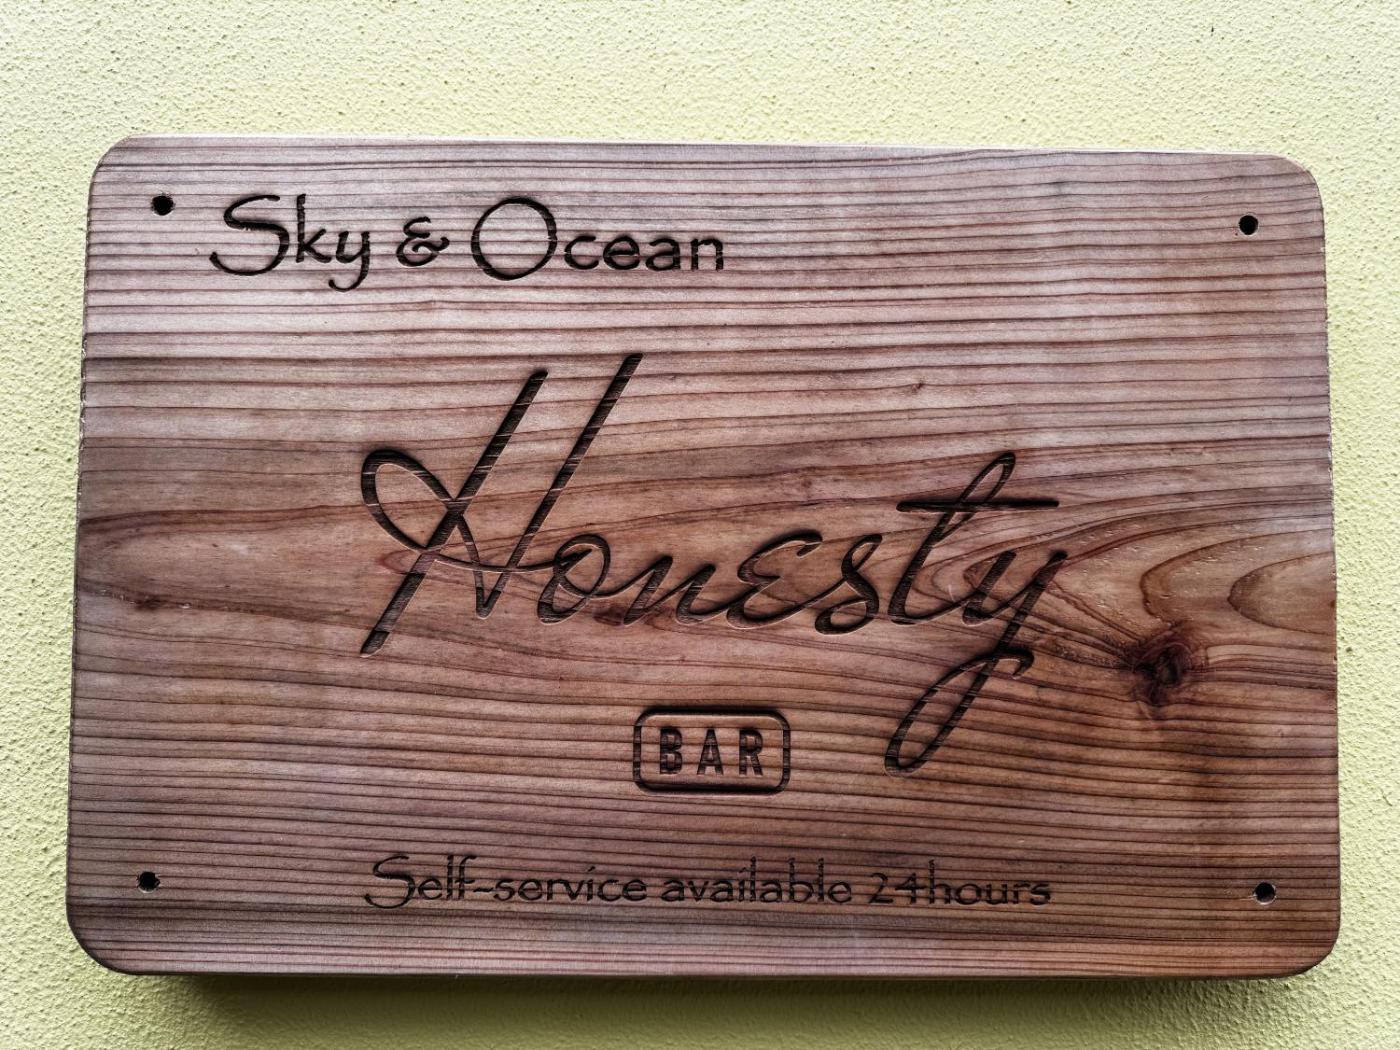 Sky & Ocean
Honesty
BAR
Self-service available 24hours